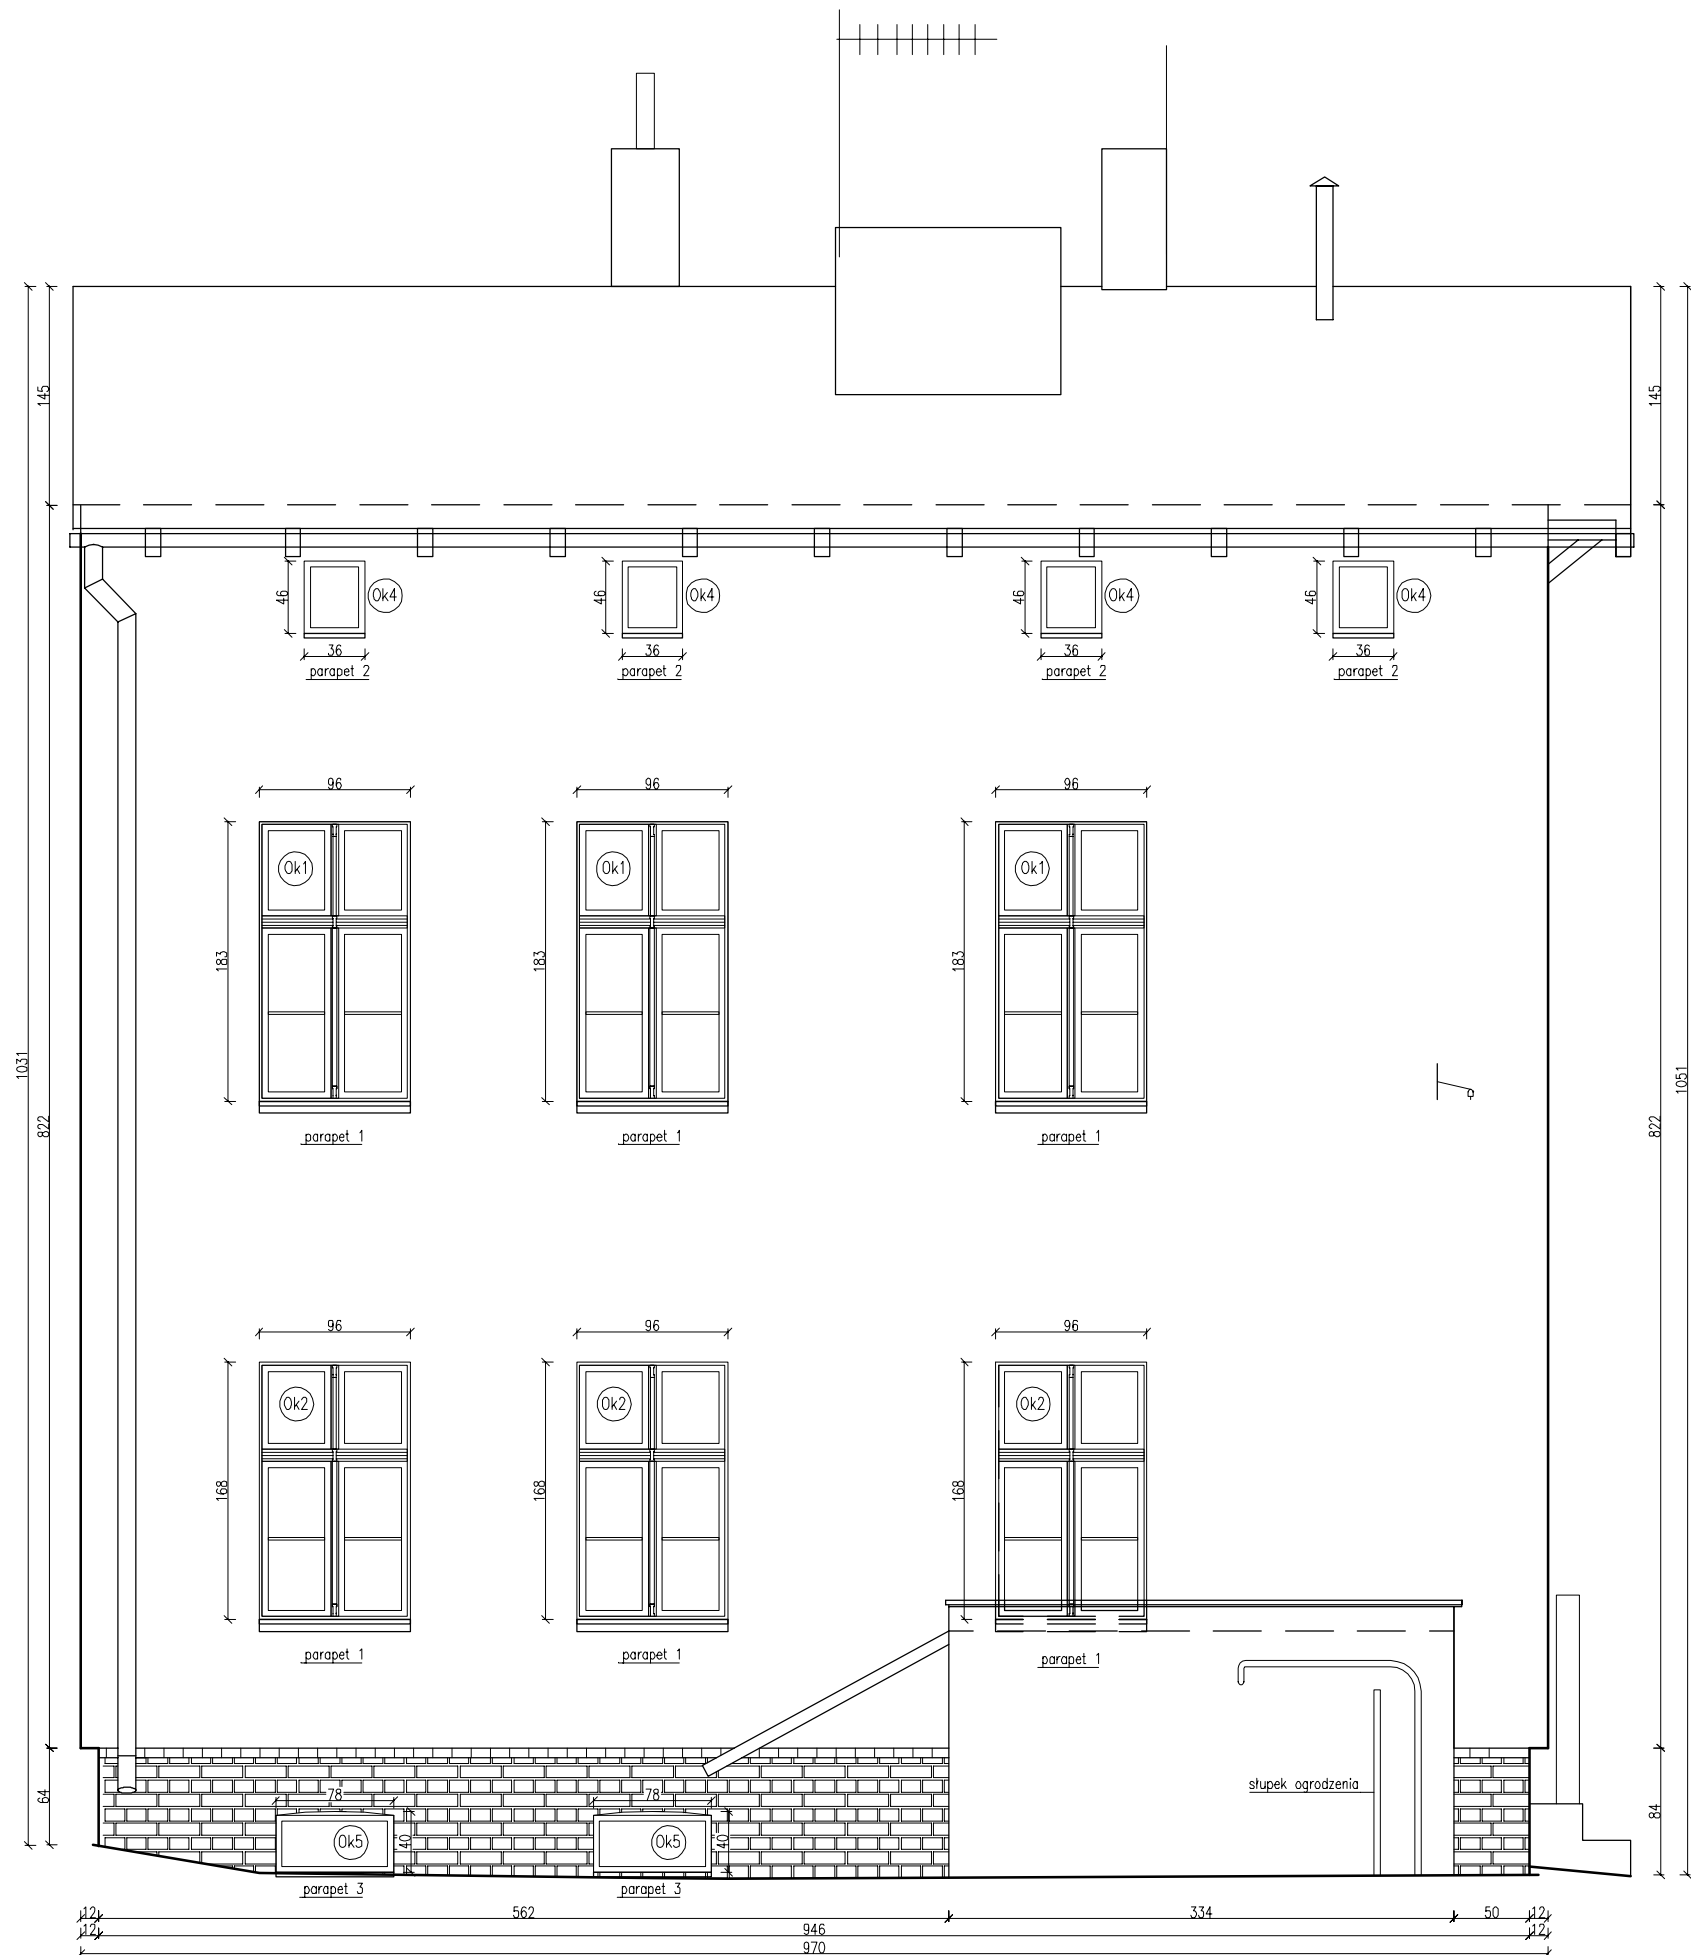 145
145
46
Ok4
46
Ok4
46
Ok4
46
Ok4
36
36
36
36
parapet 2
parapet 2
parapet 2
parapet 2
96
96
96
Ok1
Ok1
Ok1
183
183
183
1031
1051
822
822
parapet 1
parapet 1
parapet 1
96
96
96
Ok2
Ok2
Ok2
168
168
168
parapet 1
parapet 1
parapet 1
słupek ogrodzenia
78
78
64
84
Ok5
40
Ok5
40
parapet 3
parapet 3
12
562
334
50
12
12
946
12
970